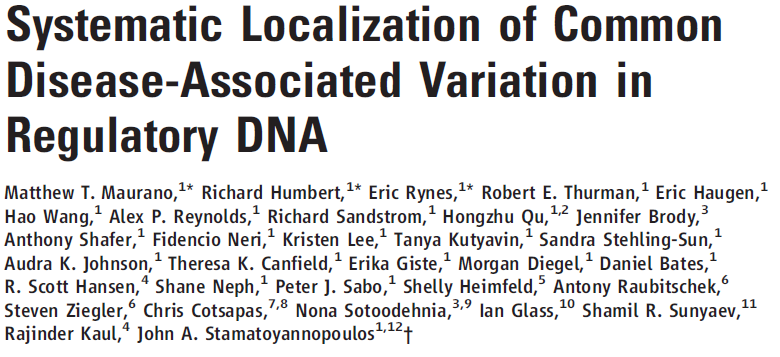 Systematic Localization of Common
Disease-Associated Variation in
Regulatory DNA
Matthew T. Maurano,1* Richard Humbert,1* Eric Rynes,1* Robert E. Thurman,1 Eric Haugen,1
Hao Wang,1 Alex P. Reynolds,1 Richard Sandstrom,1 Hongzhu Qu,1,2 Jennifer Brody,3
Anthony Shafer,1 Fidencio Neri,1 Kristen Lee,1 Tanya Kutyavin,1 Sandra Stehling-Sun,1
Audra K. Johnson,1 Theresa K. Canfield,1 Erika Giste,1 Morgan Diegel,1 Daniel Bates,1
R. Scott Hansen,4 Shane Neph,1 Peter J. Sabo,1 Shelly Heimfeld,5 Antony Raubitschek,6
Steven Ziegler,6 Chris Cotsapas,7,8 Nona Sotoodehnia,3,9 Ian Glass,10 Shamil R. Sunyaev,11
Rajinder Kaul,4 John A. Stamatoyannopoulos1,12†